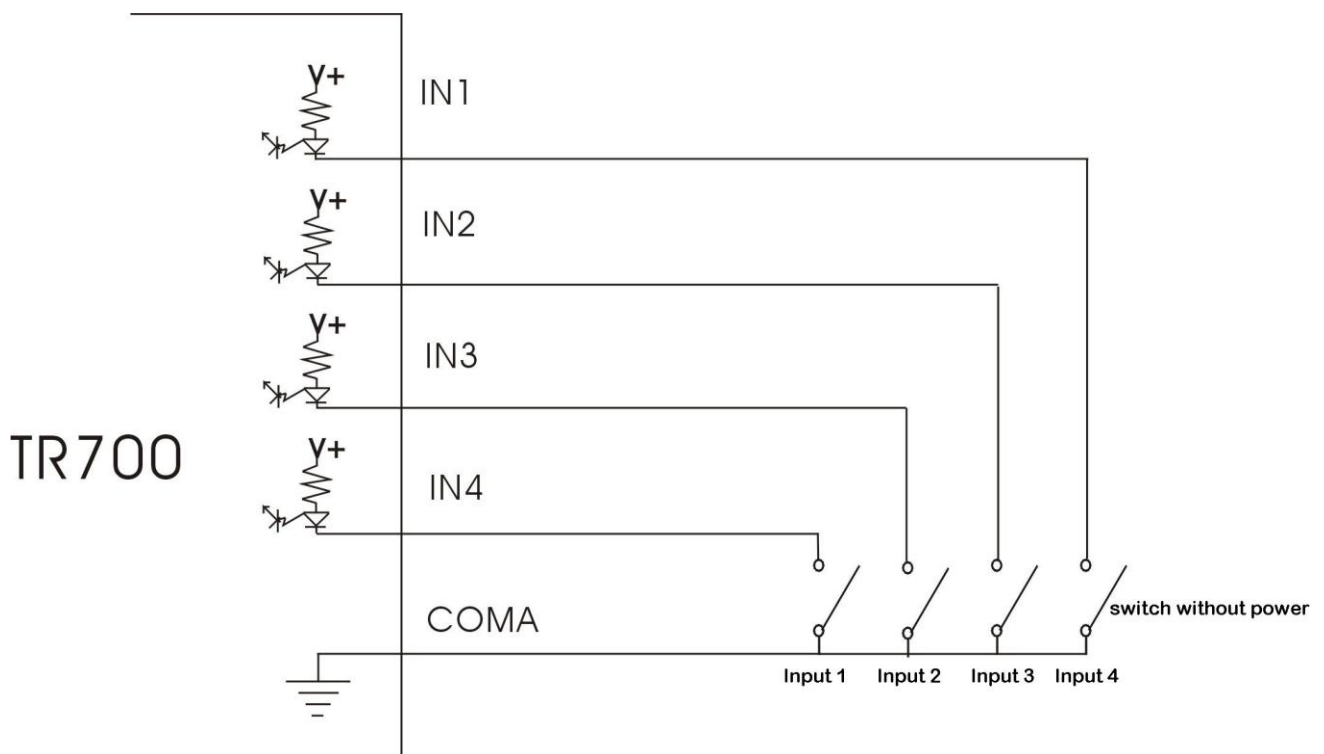 V+
IN1
V+
IN2
V+
IN3
TR700
V+
IN4
COMA
switch without power
Input 1
Input 2
Input 3
Input 4